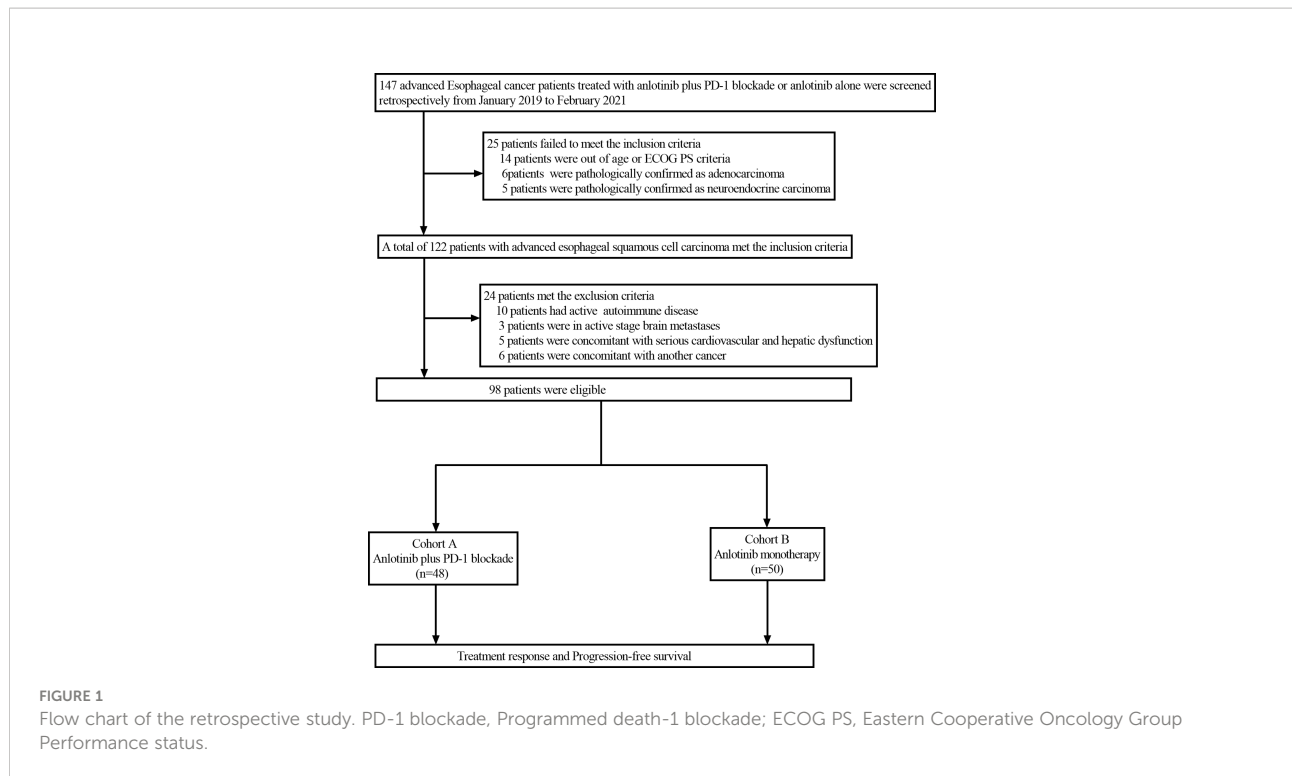 147 advanced Esophageal cancer patients treated with anlotinib plus PD-1 blockade or anlotinib alone were screened
retrospectively from January 2019 to February 2021
25 patients failed to meet the inclusion criteria
14 patients were out of age or ECOG PS criteria
6patients were pathologically confirmed as adenocarcinoma
5 patients were pathologically confirmed as neuroendocrine carcinoma
A total of 122 patients with advanced esophageal squamous cell carcinoma met the inclusion criteria
24 patients met the exclusion criteria
10 patients had active autoimmune disease
3 patients were in active stage brain metastases
5 patients were concomitant with serious cardiovascular and hepatic dysfunction
6 patients were concomitant with another cancer
98 patients were eligible
Cohort A
Anlotinib plus PD-1 blockade
(n=48)
Cohort B
Anlotinib monotherapy
(n=50)
Treatment response and Progression-free survival
FIGURE 1
Flow chart of the retrospective study. PD-1 blockade, Programmed death-1 blockade; ECOG PS, Eastern Cooperative Oncology Group
Performance status.